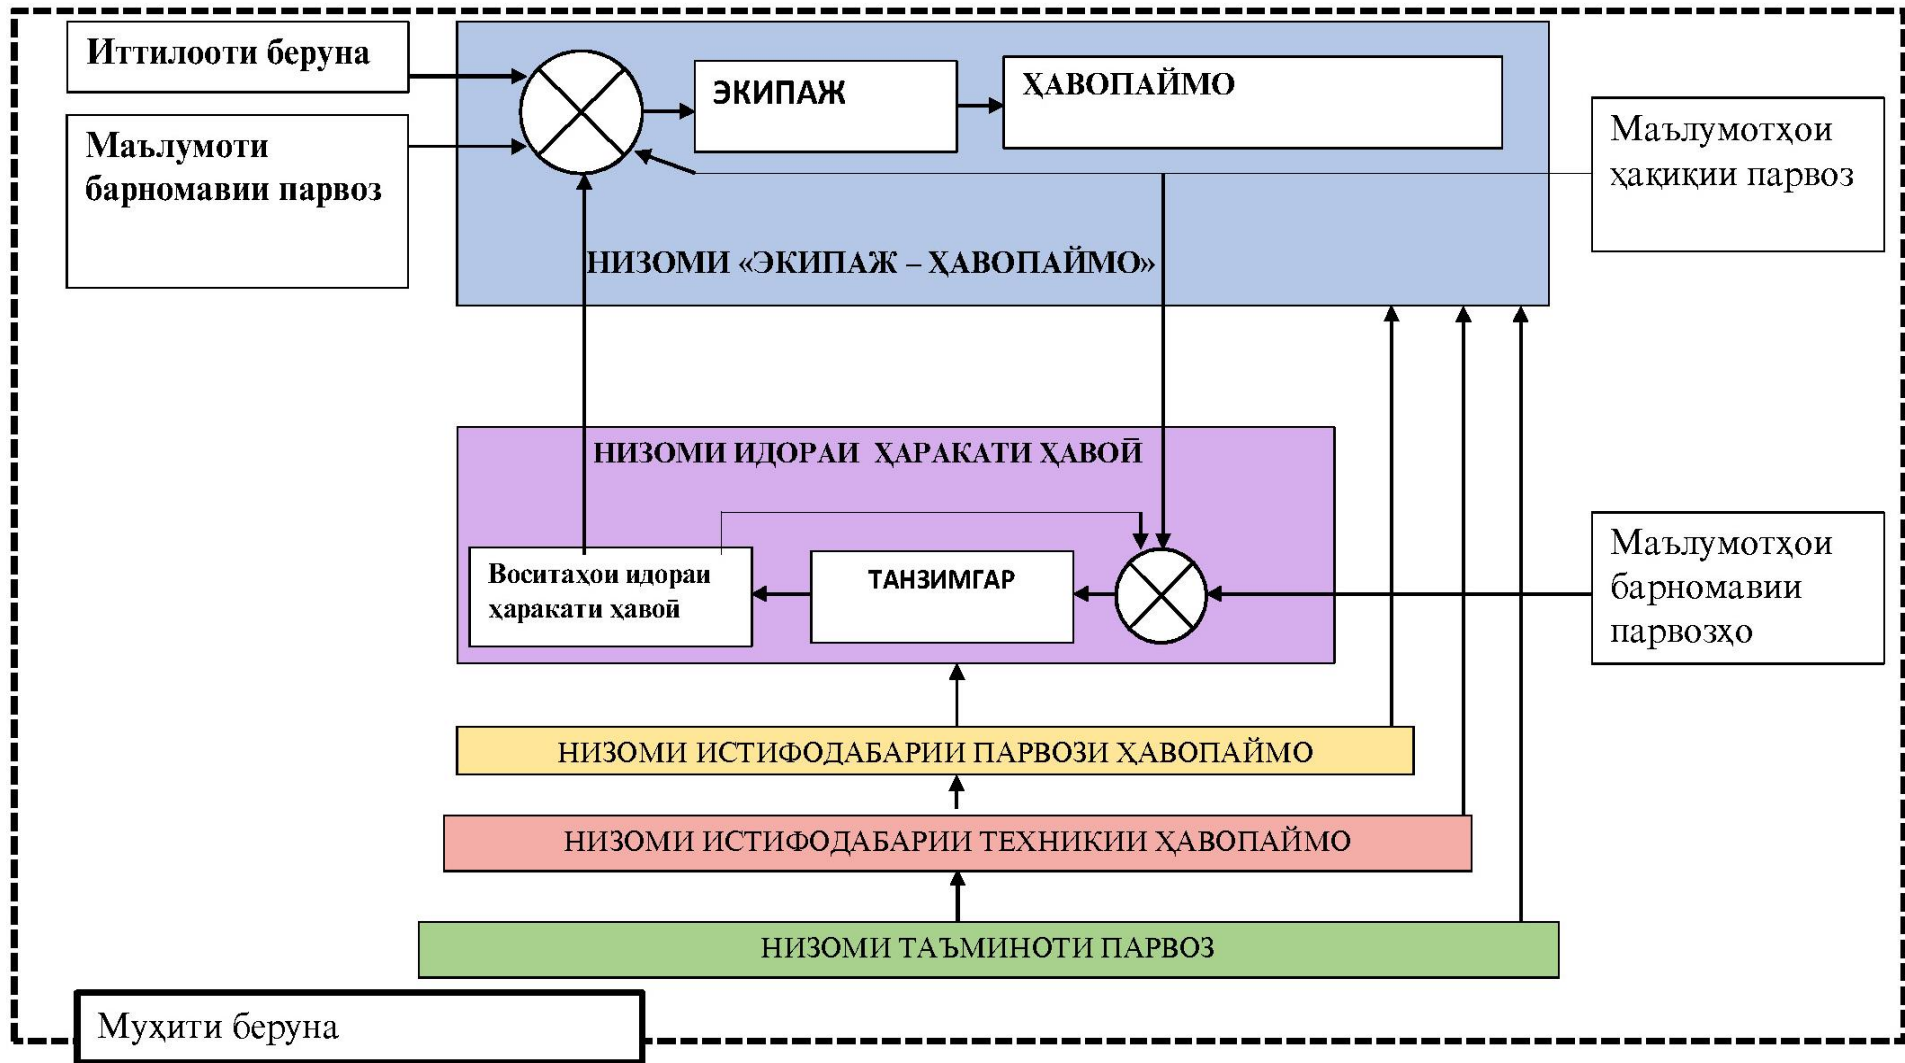 Иттилооти беруна
Маълумоти
барномавии парвоз
ЭКИПАЖ
ҲАВОПАЙМО
Маълумотҳои
ҳақиқии парвоз
НИЗОМИ «ЭКИПАЖ – ҲАВОПАЙМО»
НИЗОМИ ИДОРАИ ҲАРАКАТИ ҲАВОӢ
Воситаҳои идораи
ҳаракати ҳавоӣ
ТАНЗИМГАР
Маълумотҳои
барномавии
парвозҳо
НИЗОМИ ИСТИФОДАБАРИИ ПАРВОЗИ ҲАВОПАЙМО
НИЗОМИ ИСТИФОДАБАРИИ ТЕХНИКИИ ҲАВОПАЙМО
НИЗОМИ ТАЪМИНОТИ ПАРВОЗ
Муҳити беруна